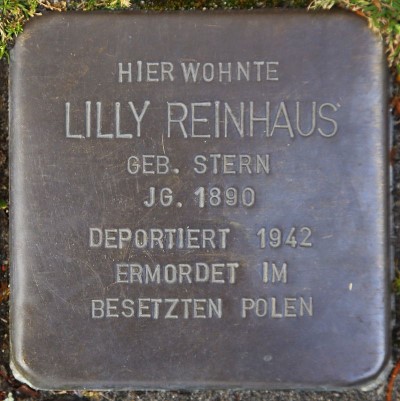 HIER WOHNTE
LILLY REINHAUS
GEB. STERN
JG. 1890
DEPORTIERT 1942
ERMORDET IM
BESETZTEN POLEN